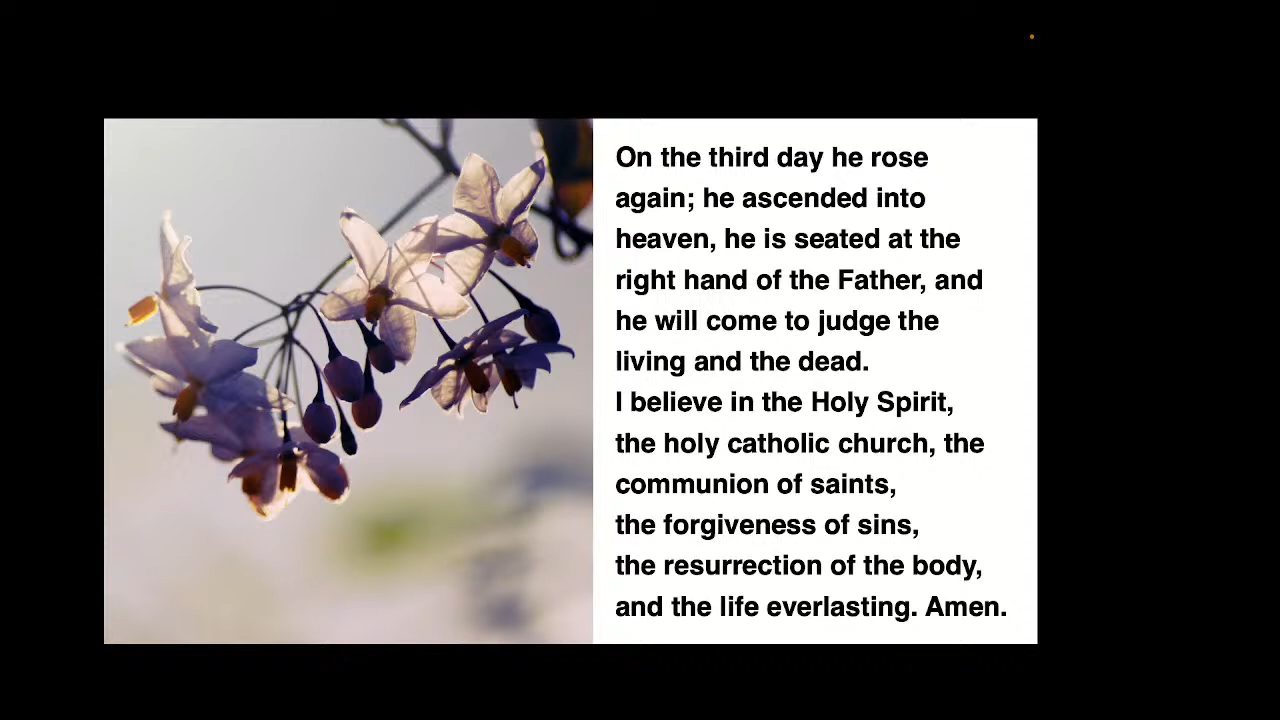 On the third day he rose
again; he ascended into
heaven, he is seated at the
right hand of the Father, and
he will come to judge the
living and the dead.
I believe in the Holy Spirit,
the holy catholic church, the
communion of saints,
the forgiveness of sins,
the resurrection of the body,
and the life everlasting. Amen.